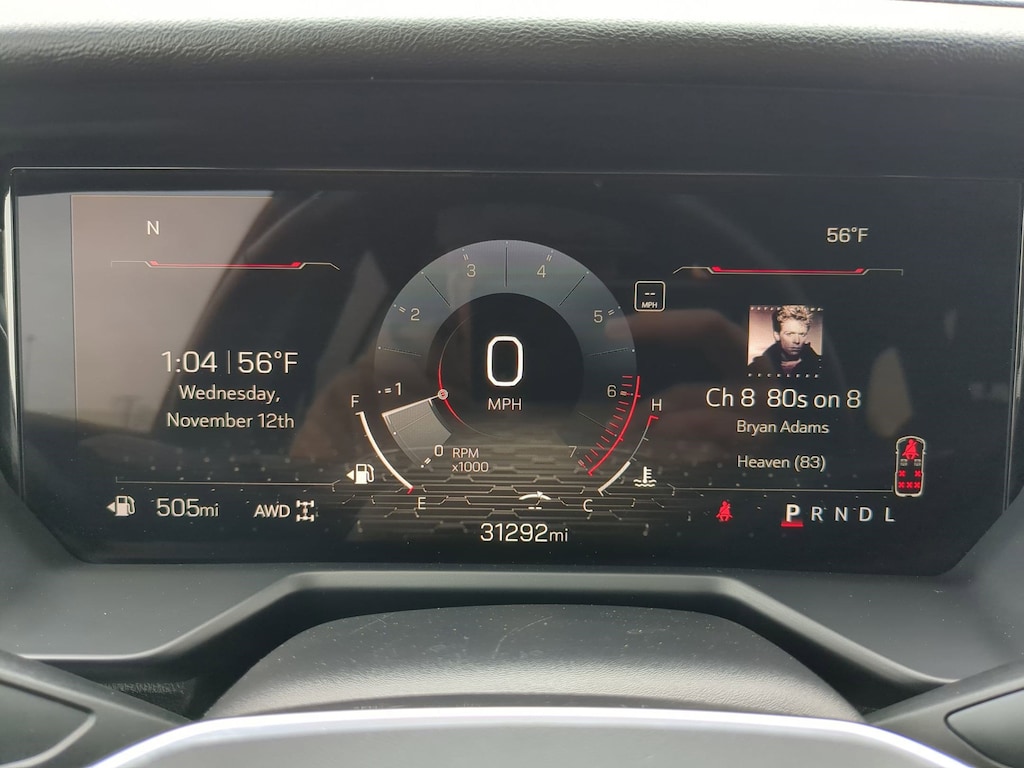 N
56°F
3
4
2
5
--
MPH
1:04 | 56°F
Wednesday,
November 12th
0
MPH
1
6
F
H
0
RPM
x1000
7
E
C
--
Ch 8 80s on 8
Bryan Adams
Heaven (83)
505mi
AWD
31292mi
P R N D L